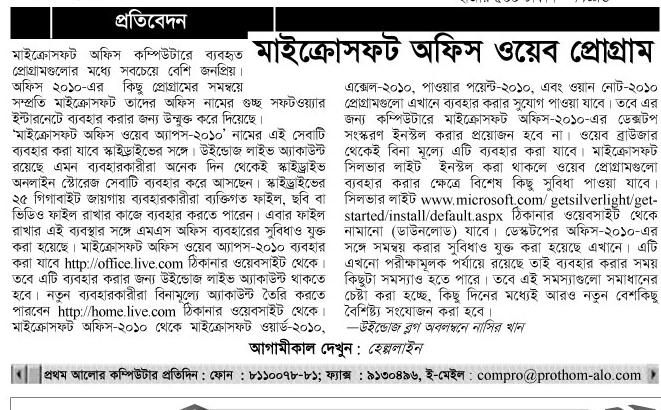 প্রতিবেদন
মাইক্রোসফট অফিস ওয়েব প্রোগ্রাম
মাইক্রোসফট অফিস কম্পিউটারে ব্যবহৃত
প্রোগ্রামগুলোর মধ্যে সবচেয়ে বেশি জনপ্রিয়।
অফিস ২০১০-এর কিছু প্রোগ্রামের সমন্বয়ে
সম্প্রতি মাইক্রোসফট তাদের অফিস নামের গুচ্ছ সফটওয়্যার
ইন্টারনেটে ব্যবহার করার জন্য উন্মুক্ত করে দিয়েছে।
‘মাইক্রোসফট অফিস ওয়েব অ্যাপস-২০১০’ নামের এই সেবাটি
ব্যবহার করা যাবে স্কাইড্রাইভের সঙ্গে। উইন্ডোজ লাইভ অ্যাকাউন্ট
রয়েছে এমন ব্যবহারকারীরা অনেক দিন থেকেই স্কাইড্রাইভ
অনলাইন স্টোরেজ সেবাটি ব্যবহার করে আসছেন। স্কাইড্রাইভের
২৫ গিগাবাইট জায়গায় ব্যবহারকারীরা ব্যক্তিগত ফাইল, ছবি বা
ভিডিও ফাইল রাখার কাজে ব্যবহার করতে পারেন। এবার ফাইল
রাখার এই ব্যবস্থার সঙ্গে এমএস অফিস ব্যবহারের সুবিধাও যুক্ত
করা হয়েছে। মাইক্রোসফট অফিস ওয়েব অ্যাপস-২০১০ ব্যবহার
করা যাবে http://office.live.com ঠিকানার ওয়েবসাইট থেকে।
তবে এটি ব্যবহার করার জন্য উইন্ডোজ লাইভ অ্যাকাউন্ট থাকতে
হবে। নতুন ব্যবহারকারীরা বিনামূল্যে অ্যাকাউন্ট তৈরি করতে
পারবেন http://home.live.com ঠিকানার ওয়েবসাইট থেকে।
মাইক্রোসফট অফিস-২০১০ থেকে মাইক্রোসফট ওয়ার্ড-২০১০,
এক্সেল-২০১০, পাওয়ার পয়েন্ট-২০১০, এবং ওয়ান নোট-২০১০
প্রোগ্রামগুলো এখানে ব্যবহার করার সুযোগ পাওয়া যাবে। তবে এর
জন্য কম্পিউটারে মাইক্রোসফট অফিস-২০১০-এর ডেস্কটপ
সংস্করণ ইনস্টল করার প্রয়োজন হবে না। ওয়েব ব্রাউজার
থেকেই বিনা মূল্যে এটি ব্যবহার করা যাবে। মাইক্রোসফট
সিলভার লাইট ইনস্টল করা থাকলে ওয়েব প্রোগ্রামগুলো
ব্যবহার করার ক্ষেত্রে বিশেষ কিছু সুবিধা পাওয়া যাবে।
সিলভার লাইট www.microsoft.com/ getsilverlight/get-
started/install/default.aspx ঠিকানার ওয়েবসাইট থেকে
নামানো (ডাউনলোড) যাবে। ডেস্কটপের অফিস-২০১০-এর
সঙ্গে সমন্বয় করার সুবিধাও যুক্ত করা হয়েছে এখানে। এটি
এখনো পরীক্ষামূলক পর্যায়ে রয়েছে তাই ব্যবহার করার সময়
কিছুটা সমস্যাও হতে পারে। তবে এই সমস্যাগুলো সমাধানের
চেষ্টা করা হচ্ছে, কিছু দিনের মধ্যেই আরও নতুন বেশকিছু
বৈশিষ্ট্য সংযোজন করা হবে।
—উইন্ডোজ ব্লগ অবলম্বনে নাসির খান
আগামীকাল দেখুন : হেল্পলাইন
প্রথম আলোর কম্পিউটার প্রতিদিন : ফোন : ৮১১০০৭৮-৮১; ফ্যাক্স : ৯১৩০৪৯৬, ই-মেইল : compro@prothom-alo.com